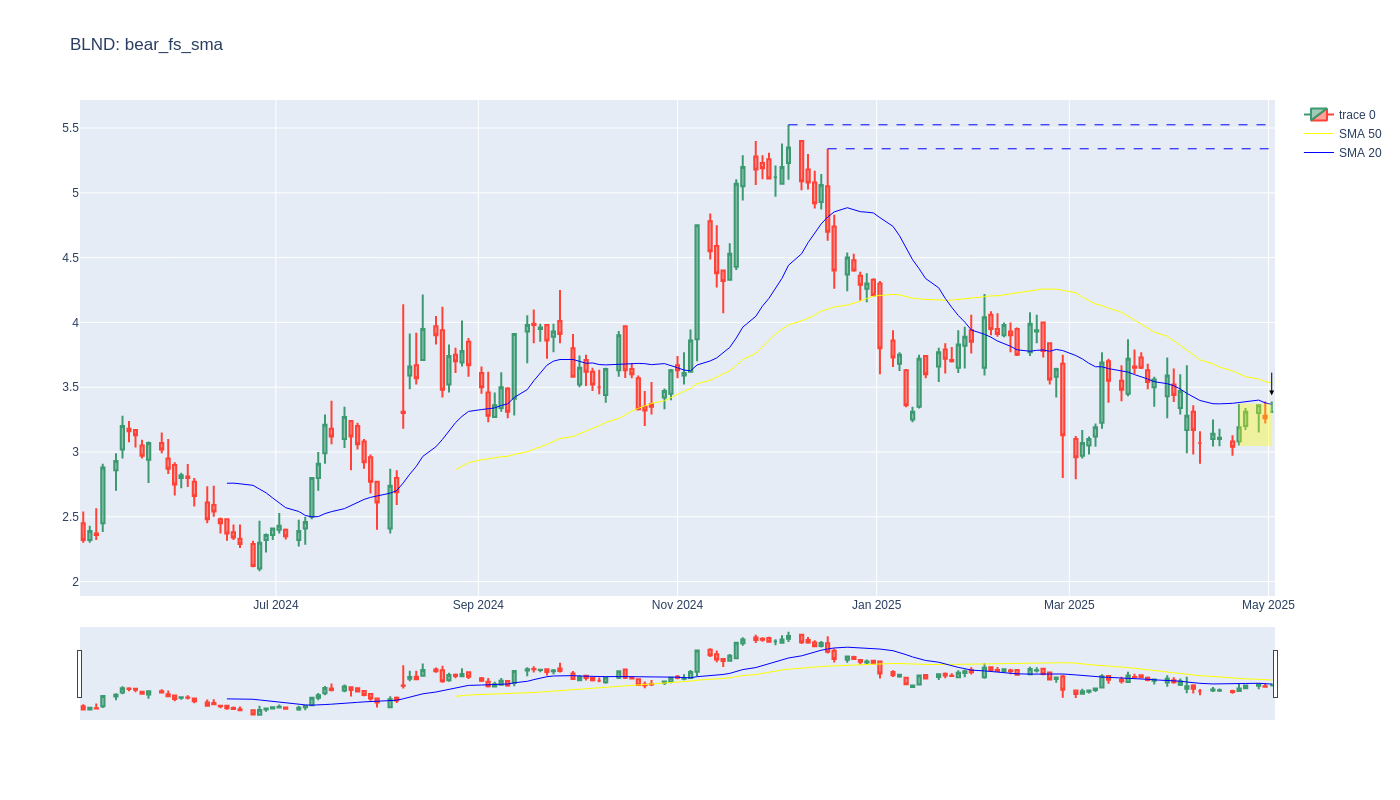 BLND: bear_fs_sma
trace 0
SMA 50
SMA 20
5.5
5
4.5
4
3.5
3
2.5
2
Jul 2024
Sep 2024
Nov 2024
Jan 2025
Mar 2025
May 2025